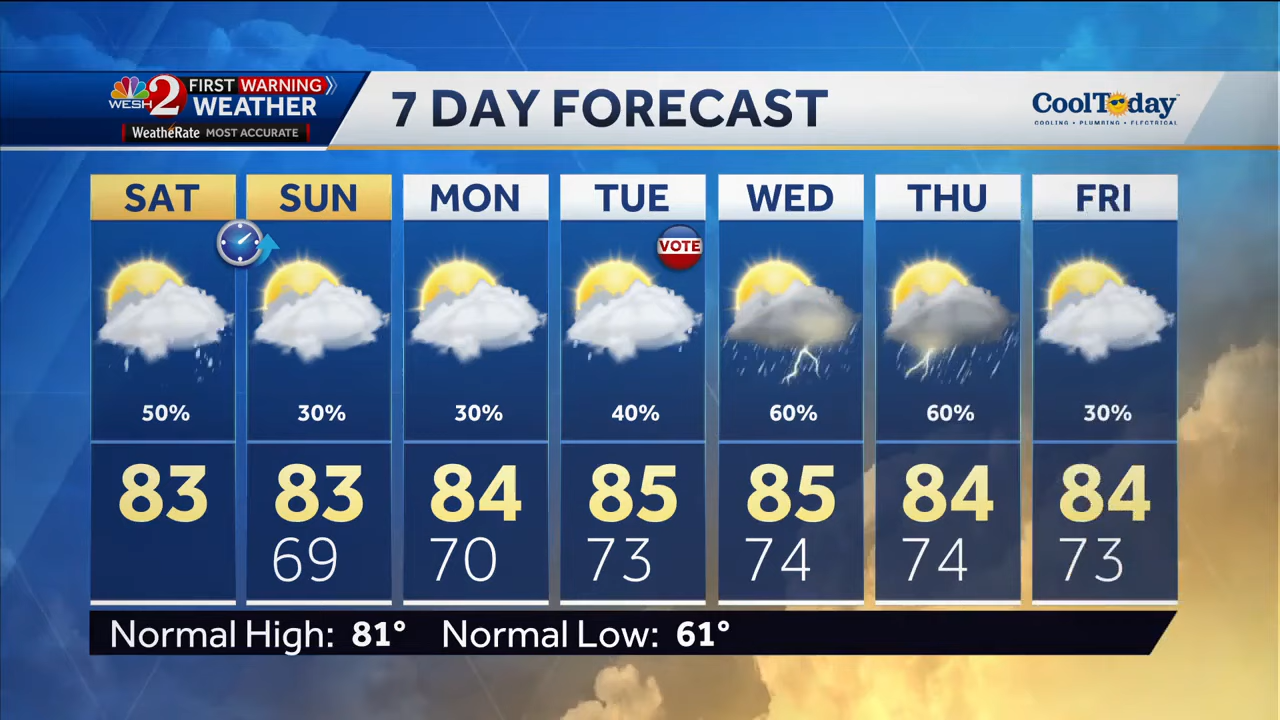 WESH 2 FIRST WARNING WEATHER
WeatheRate MOST ACCURATE
7 DAY FORECAST
CoolToday
COOLING • PLUMBING • ELECTRICAL
SAT SUN MON TUE WED THU FRI
VOTE
50% 30% 30% 40% 60% 60% 30%
83 83 84 85 85 84 84
69 70 73 74 74 73
Normal High: 81° Normal Low: 61°